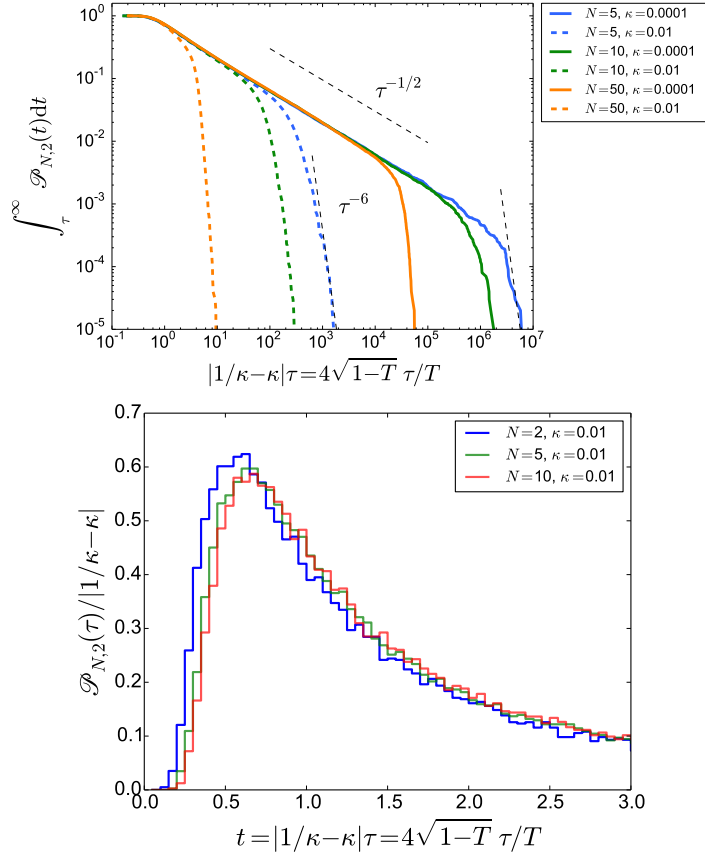 10^0
10^{-1}
10^{-2}
10^{-3}
10^{-4}
10^{-5}
∫_τ^∞ 𝒫_{N,2}(t)dt
τ^{-1/2}
τ^{-6}
N=5, κ=0.0001
N=5, κ=0.01
N=10, κ=0.0001
N=10, κ=0.01
N=50, κ=0.0001
N=50, κ=0.01
10^{-1} 10^0 10^1 10^2 10^3 10^4 10^5 10^6 10^7
|1/κ−κ|τ=4√(1−T) τ/T
0.7
0.6
0.5
0.4
0.3
0.2
0.1
0.0
𝒫_{N,2}(τ)/|1/κ−κ|
N=2, κ=0.01
N=5, κ=0.01
N=10, κ=0.01
0.0 0.5 1.0 1.5 2.0 2.5 3.0
t=|1/κ−κ|τ=4√(1−T) τ/T